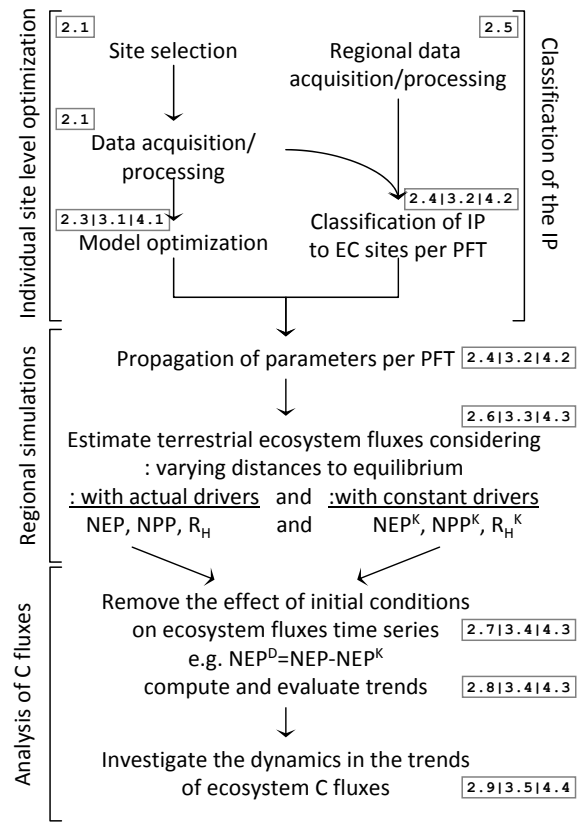 Individual site level optimization
2.1
Site selection
2.1
Data acquisition/
processing
2.3|3.1|4.1
Model optimization
2.5
Regional data
acquisition/processing
2.4|3.2|4.2
Classification of IP
to EC sites per PFT
Classification of the IP
Regional simulations
Propagation of parameters per PFT
2.4|3.2|4.2
2.6|3.3|4.3
Estimate terrestrial ecosystem fluxes considering
: varying distances to equilibrium
: with actual drivers and :with constant drivers
NEP, NPP, R_H and NEP^K, NPP^K, R_H^K
Analysis of C fluxes
Remove the effect of initial conditions
on ecosystem fluxes time series
2.7|3.4|4.3
e.g. NEP^D=NEP-NEP^K
compute and evaluate trends
2.8|3.4|4.3
Investigate the dynamics in the trends
of ecosystem C fluxes
2.9|3.5|4.4